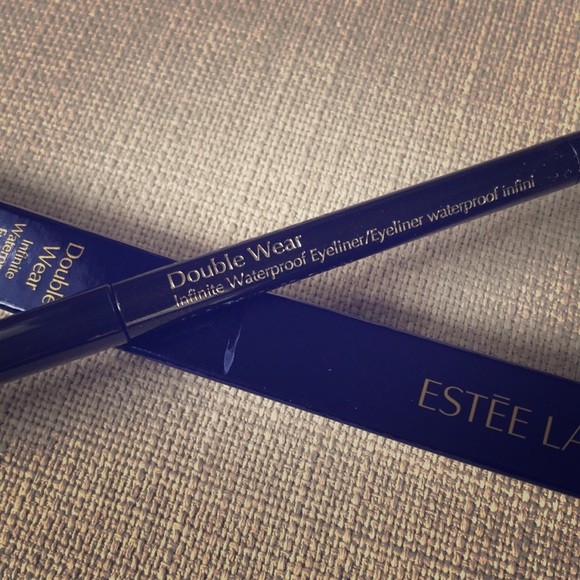 Double Wear
Infinite Waterproof Eyeliner/Eyeliner waterproof infini
Double
Wear
Infinite
ESTĒE LA